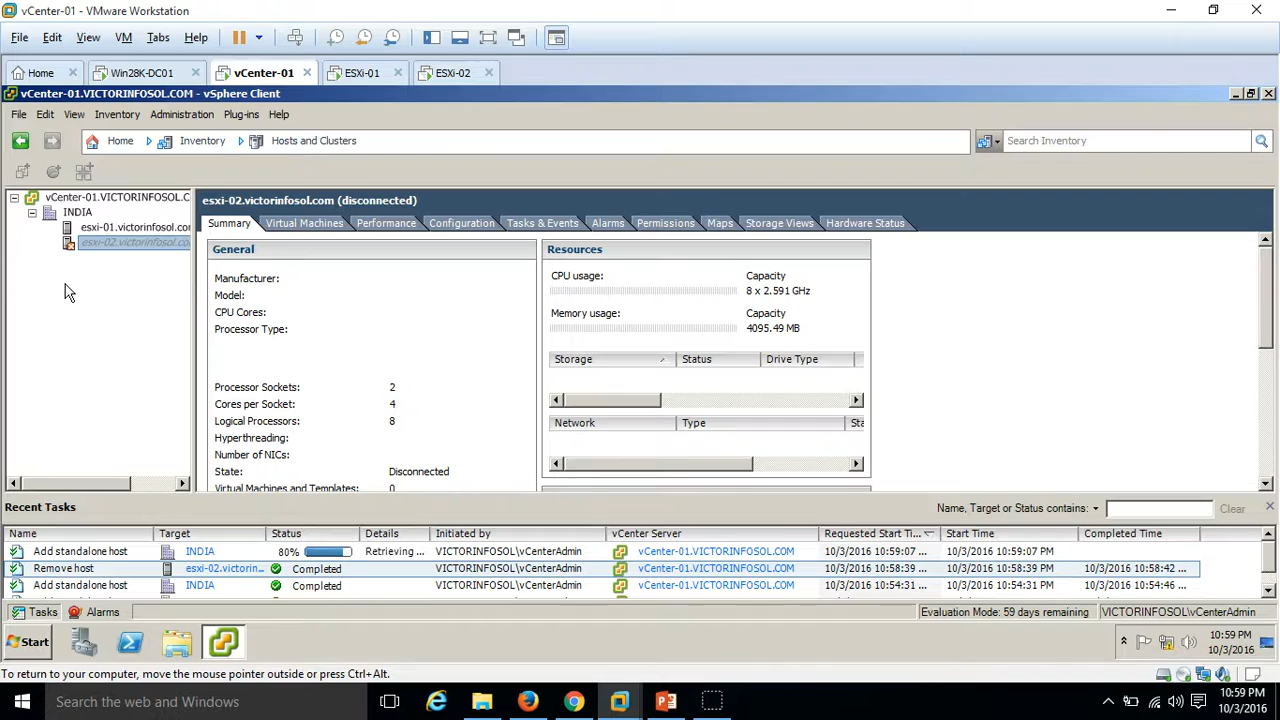 vCenter-01 - VMware Workstation
File Edit View VM Tabs Help
Home Win28K-DC01 vCenter-01 ESXi-01 ESXi-02
vCenter-01.VICTORINFOSOL.COM - vSphere Client
File Edit View Inventory Administration Plug-ins Help
Home Inventory Hosts and Clusters Search Inventory
vCenter-01.VICTORINFOSOL.C
INDIA
esxi-01.victorinfosol.con
esxi-02.victorinfosol.co
esxi-02.victorinfosol.com (disconnected)
Summary Virtual Machines Performance Configuration Tasks & Events Alarms Permissions Maps Storage Views Hardware Status
General
Manufacturer:
Model:
CPU Cores:
Processor Type:
Processor Sockets: 2
Cores per Socket: 4
Logical Processors: 8
Hyperthreading:
Number of NICs:
State: Disconnected
Virtual Machines and Templates: 0
Resources
CPU usage: Capacity
8 x 2.591 GHz
Memory usage: Capacity
4095.49 MB
Storage Status Drive Type
Network Type Sta
Recent Tasks Name, Target or Status contains: Clear
Name Target Status Details Initiated by vCenter Server Requested Start Ti... Start Time Completed Time
Add standalone host INDIA 80% Retrieving ... VICTORINFOSOL\vCenterAdmin vCenter-01.VICTORINFOSOL.COM 10/3/2016 10:59:07 ... 10/3/2016 10:59:07 PM
Remove host esxi-02.victorin... Completed VICTORINFOSOL\vCenterAdmin vCenter-01.VICTORINFOSOL.COM 10/3/2016 10:58:39 ... 10/3/2016 10:58:39 PM 10/3/2016 10:58:42 ...
Add standalone host INDIA Completed VICTORINFOSOL\vCenterAdmin vCenter-01.VICTORINFOSOL.COM 10/3/2016 10:54:31 ... 10/3/2016 10:54:31 PM 10/3/2016 10:54:46 ...
Tasks Alarms Evaluation Mode: 59 days remaining VICTORINFOSOL\vCenterAdmin
Start 10:59 PM
10/3/2016
To return to your computer, move the mouse pointer outside or press Ctrl+Alt.
Search the web and Windows 10:59 PM
10/3/2016